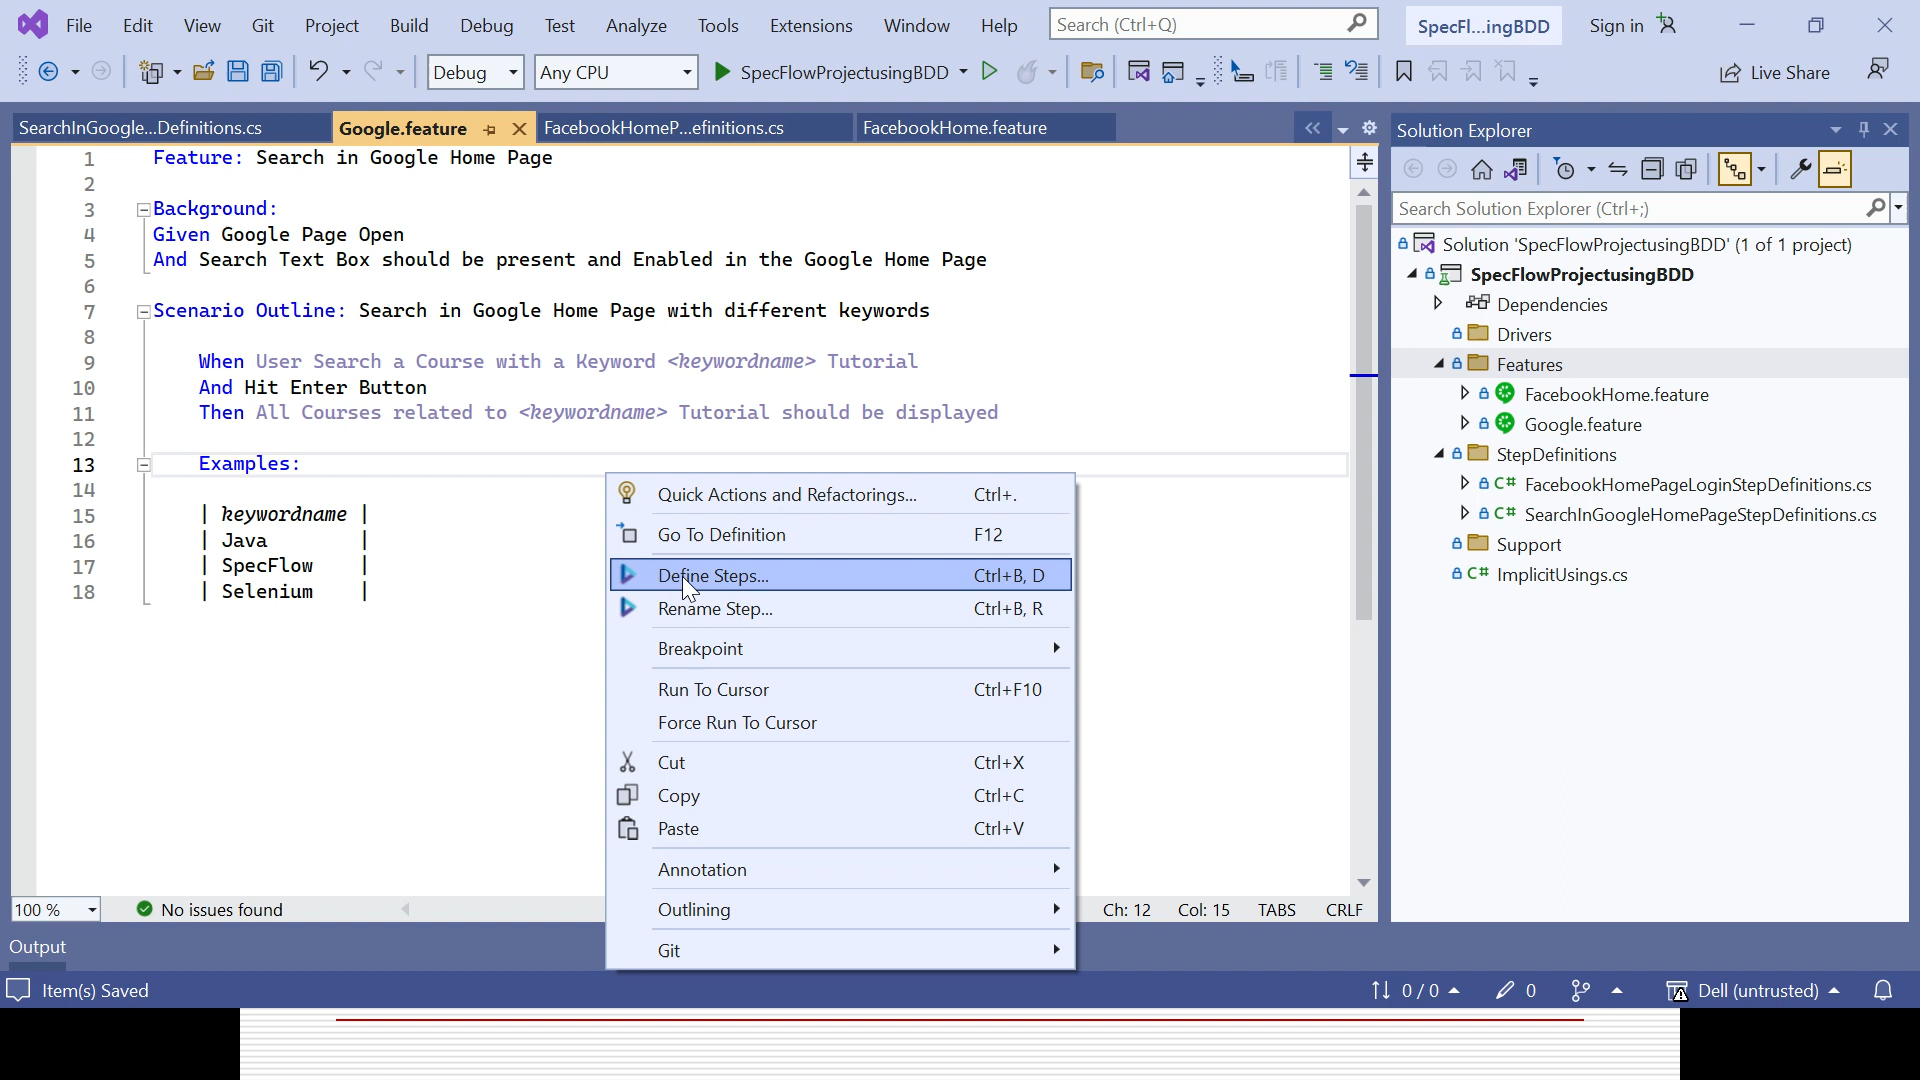 File Edit View Git Project Build Debug Test Analyze Tools Extensions Window Help Search (Ctrl+Q) SpecFl...ingBDD Sign in
Debug Any CPU SpecFlowProjectusingBDD Live Share
SearchInGoogle...Definitions.cs Google.feature FacebookHomeP...efinitions.cs FacebookHome.feature
1 Feature: Search in Google Home Page
2
3 Background:
4 Given Google Page Open
5 And Search Text Box should be present and Enabled in the Google Home Page
6
7 Scenario Outline: Search in Google Home Page with different keywords
8
9 When User Search a Course with a Keyword <keywordname> Tutorial
10 And Hit Enter Button
11 Then All Courses related to <keywordname> Tutorial should be displayed
12
13 Examples:
14
15 | keywordname |
16 | Java |
17 | SpecFlow |
18 | Selenium |
Quick Actions and Refactorings... Ctrl+.
Go To Definition F12
Define Steps... Ctrl+B, D
Rename Step... Ctrl+B, R
Breakpoint
Run To Cursor Ctrl+F10
Force Run To Cursor
Cut Ctrl+X
Copy Ctrl+C
Paste Ctrl+V
Annotation
Outlining
Git
Solution Explorer
Search Solution Explorer (Ctrl+;)
Solution 'SpecFlowProjectusingBDD' (1 of 1 project)
SpecFlowProjectusingBDD
Dependencies
Drivers
Features
FacebookHome.feature
Google.feature
StepDefinitions
C# FacebookHomePageLoginStepDefinitions.cs
C# SearchInGoogleHomePageStepDefinitions.cs
Support
C# ImplicitUsings.cs
100 % No issues found Ch: 12 Col: 15 TABS CRLF
Output
Item(s) Saved 0 / 0 0 Dell (untrusted)